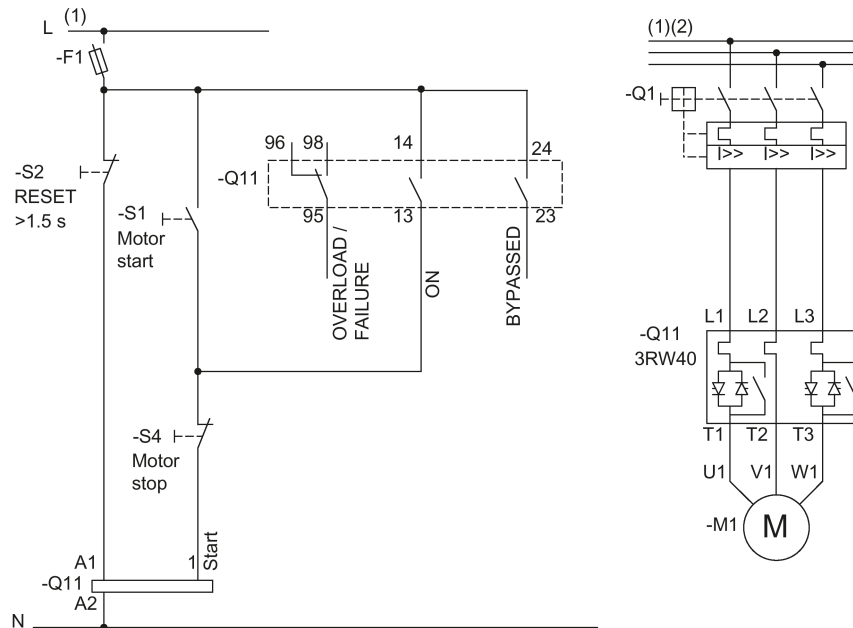 L (1)
-F1
-S2
RESET
>1.5 s
-S1
Motor
start
96 98 14 24
-Q11
95 13 23
OVERLOAD /
FAILURE
ON
BYPASSED
-S4
Motor
stop
Start
A1 1
-Q11
A2
N
(1)(2)
-Q1
I>> I>> I>>
L1 L2 L3
-Q11
3RW40
T1 T2 T3
U1 V1 W1
-M1 M